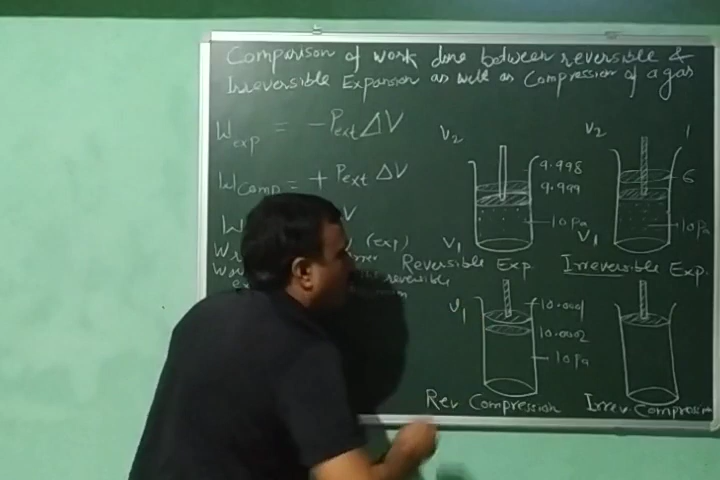 Comparison of work done between reversible &
Irreversible Expansion as well as Compression of a gas
Wexp = -Pext ΔV
Wcomp = + Pext ΔV
W V
(exp)
reversible
V2
9.998
9.999
10 Pa
V1
Reversible Exp.
V2
1
6
10 Pa
V1
Irreversible Exp.
V1
10.0001
10.0002
10 Pa
Rev Compression
Irrev. Compression